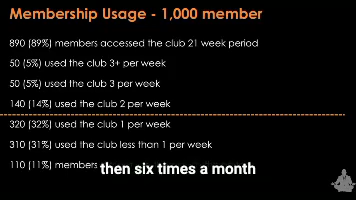 Membership Usage - 1,000 member
890 (89%) members accessed the club 21 week period
50 (5%) used the club 3+ per week
50 (5%) used the club 3 per week
140 (14%) used the club 2 per week
320 (32%) used the club 1 per week
310 (31%) used the club less than 1 per week
110 (11%) members
then six times a month